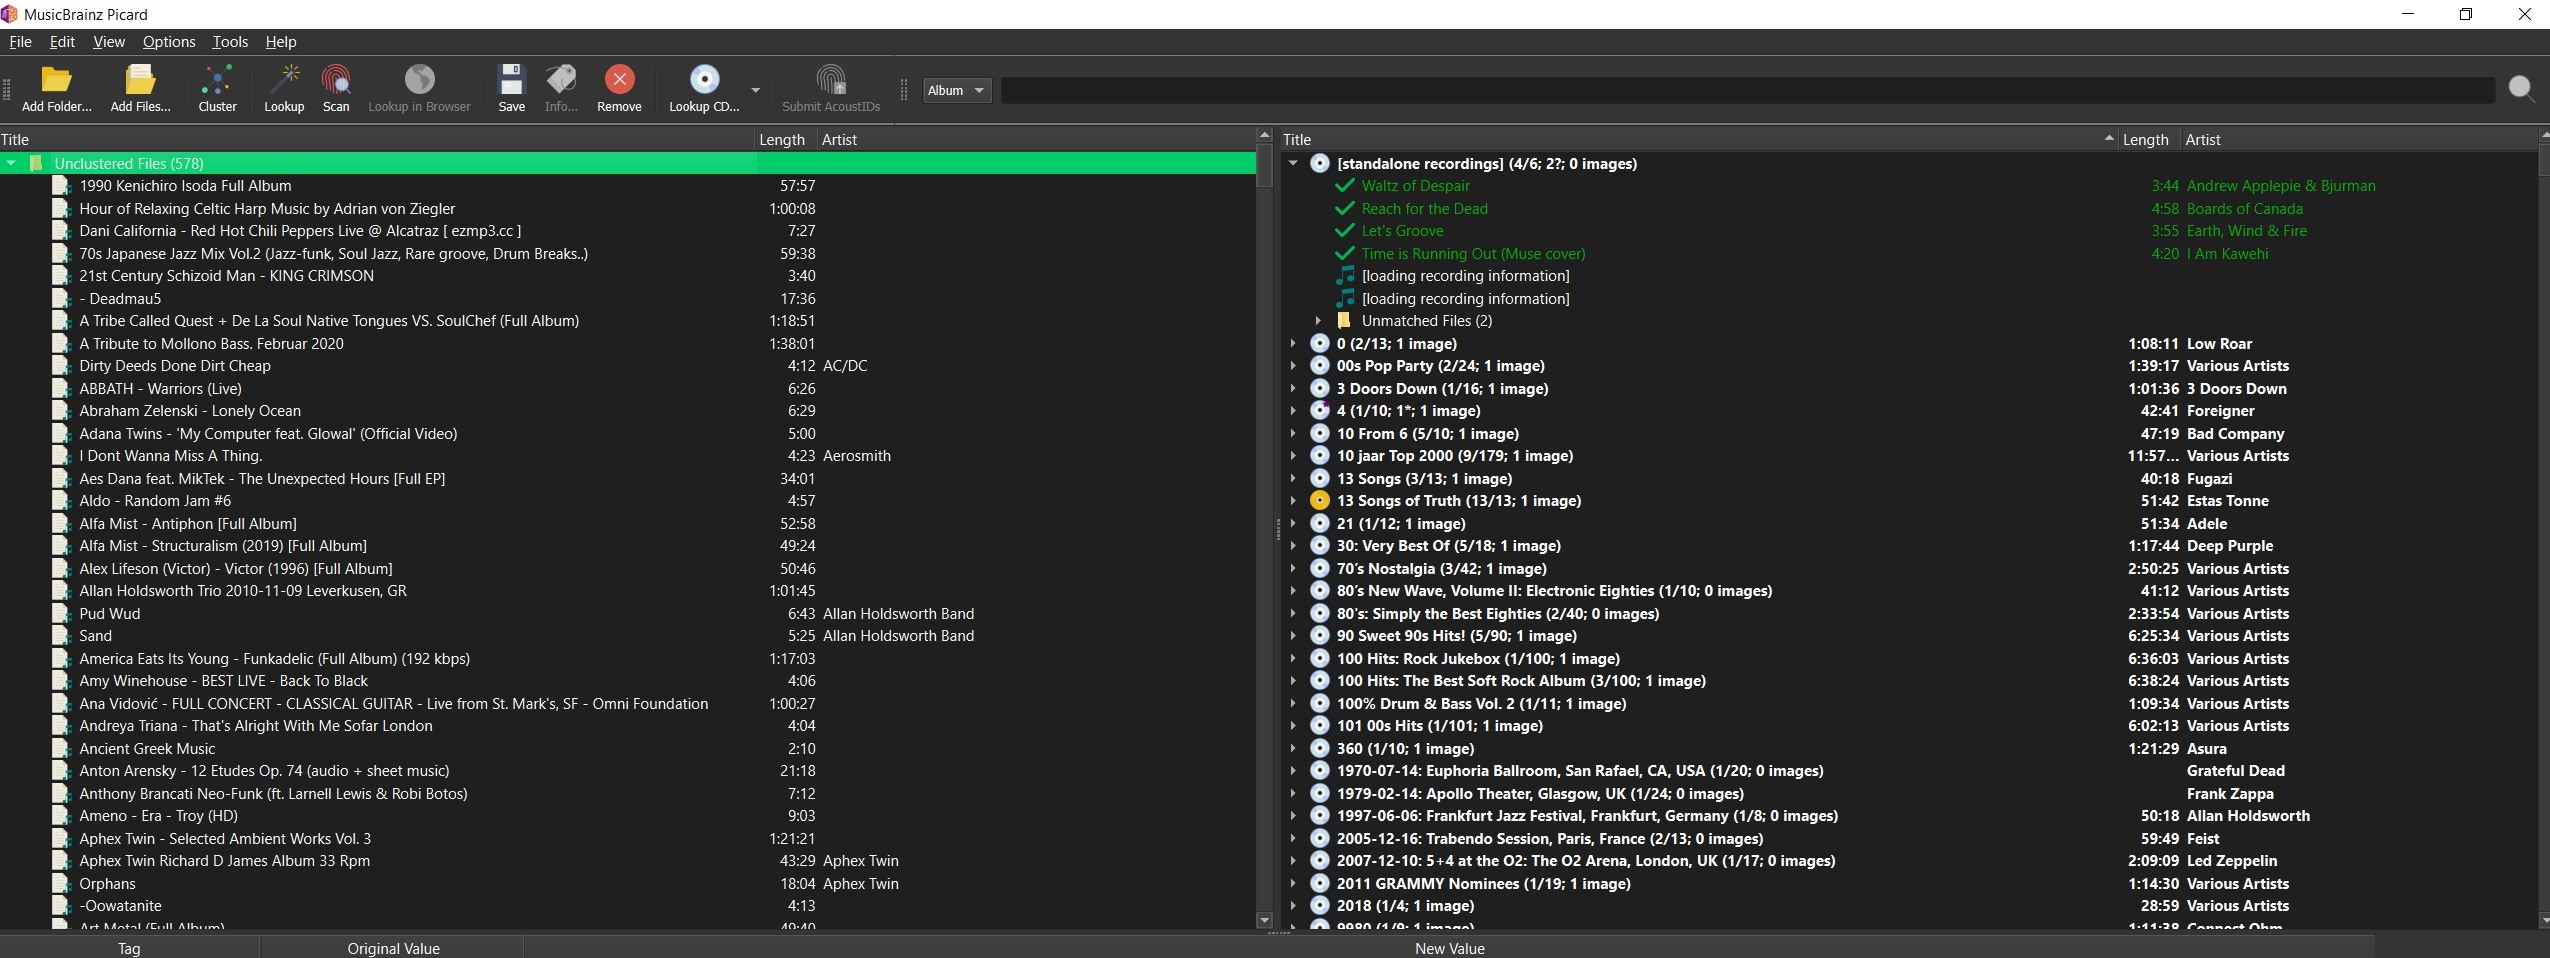 MusicBrainz Picard
File Edit View Options Tools Help
Add Folder... Add Files... Cluster Lookup Scan Lookup in Browser Save Info... Remove Lookup CD... Submit AcoustIDs Album
Title Length Artist
Unclustered Files (578)
1990 Kenichiro Isoda Full Album 57:57
Hour of Relaxing Celtic Harp Music by Adrian von Ziegler 1:00:08
Dani California - Red Hot Chili Peppers Live @ Alcatraz [ ezmp3.cc ] 7:27
70s Japanese Jazz Mix Vol.2 (Jazz-funk, Soul Jazz, Rare groove, Drum Breaks..) 59:38
21st Century Schizoid Man - KING CRIMSON 3:40
- Deadmau5 17:36
A Tribe Called Quest + De La Soul Native Tongues VS. SoulChef (Full Album) 1:18:51
A Tribute to Mollono Bass. Februar 2020 1:38:01
Dirty Deeds Done Dirt Cheap 4:12 AC/DC
ABBATH - Warriors (Live) 6:26
Abraham Zelenski - Lonely Ocean 6:29
Adana Twins - 'My Computer feat. Glowal' (Official Video) 5:00
I Dont Wanna Miss A Thing. 4:23 Aerosmith
Aes Dana feat. MikTek - The Unexpected Hours [Full EP] 34:01
Aldo - Random Jam #6 4:57
Alfa Mist - Antiphon [Full Album] 52:58
Alfa Mist - Structuralism (2019) [Full Album] 49:24
Alex Lifeson (Victor) - Victor (1996) [Full Album] 50:46
Allan Holdsworth Trio 2010-11-09 Leverkusen, GR 1:01:45
Pud Wud 6:43 Allan Holdsworth Band
Sand 5:25 Allan Holdsworth Band
America Eats Its Young - Funkadelic (Full Album) (192 kbps) 1:17:03
Amy Winehouse - BEST LIVE - Back To Black 4:06
Ana Vidović - FULL CONCERT - CLASSICAL GUITAR - Live from St. Mark's, SF - Omni Foundation 1:00:27
Andreya Triana - That's Alright With Me Sofar London 4:04
Ancient Greek Music 2:10
Anton Arensky - 12 Etudes Op. 74 (audio + sheet music) 21:18
Anthony Brancati Neo-Funk (ft. Larnell Lewis & Robi Botos) 7:12
Ameno - Era - Troy (HD) 9:03
Aphex Twin - Selected Ambient Works Vol. 3 1:21:21
Aphex Twin Richard D James Album 33 Rpm 43:29 Aphex Twin
Orphans 18:04 Aphex Twin
-Oowatanite 4:13
Art Metal (Full Album) 49:40
Title Length Artist
[standalone recordings] (4/6; 2?; 0 images)
Waltz of Despair 3:44 Andrew Applepie & Bjurman
Reach for the Dead 4:58 Boards of Canada
Let's Groove 3:55 Earth, Wind & Fire
Time is Running Out (Muse cover) 4:20 I Am Kawehi
[loading recording information]
[loading recording information]
Unmatched Files (2)
0 (2/13; 1 image) 1:08:11 Low Roar
00s Pop Party (2/24; 1 image) 1:39:17 Various Artists
3 Doors Down (1/16; 1 image) 1:01:36 3 Doors Down
4 (1/10; 1*; 1 image) 42:41 Foreigner
10 From 6 (5/10; 1 image) 47:19 Bad Company
10 jaar Top 2000 (9/179; 1 image) 11:57... Various Artists
13 Songs (3/13; 1 image) 40:18 Fugazi
13 Songs of Truth (13/13; 1 image) 51:42 Estas Tonne
21 (1/12; 1 image) 51:34 Adele
30: Very Best Of (5/18; 1 image) 1:17:44 Deep Purple
70's Nostalgia (3/42; 1 image) 2:50:25 Various Artists
80's New Wave, Volume II: Electronic Eighties (1/10; 0 images) 41:12 Various Artists
80's: Simply the Best Eighties (2/40; 0 images) 2:33:54 Various Artists
90 Sweet 90s Hits! (5/90; 1 image) 6:25:34 Various Artists
100 Hits: Rock Jukebox (1/100; 1 image) 6:36:03 Various Artists
100 Hits: The Best Soft Rock Album (3/100; 1 image) 6:38:24 Various Artists
100% Drum & Bass Vol. 2 (1/11; 1 image) 1:09:34 Various Artists
101 00s Hits (1/101; 1 image) 6:02:13 Various Artists
360 (1/10; 1 image) 1:21:29 Asura
1970-07-14: Euphoria Ballroom, San Rafael, CA, USA (1/20; 0 images) Grateful Dead
1979-02-14: Apollo Theater, Glasgow, UK (1/24; 0 images) Frank Zappa
1997-06-06: Frankfurt Jazz Festival, Frankfurt, Germany (1/8; 0 images) 50:18 Allan Holdsworth
2005-12-16: Trabendo Session, Paris, France (2/13; 0 images) 59:49 Feist
2007-12-10: 5+4 at the O2: The O2 Arena, London, UK (1/17; 0 images) 2:09:09 Led Zeppelin
2011 GRAMMY Nominees (1/19; 1 image) 1:14:30 Various Artists
2018 (1/4; 1 image) 28:59 Various Artists
9980 (1/9; 1 image) 1:11:38 Connect.Ohm
Tag Original Value New Value